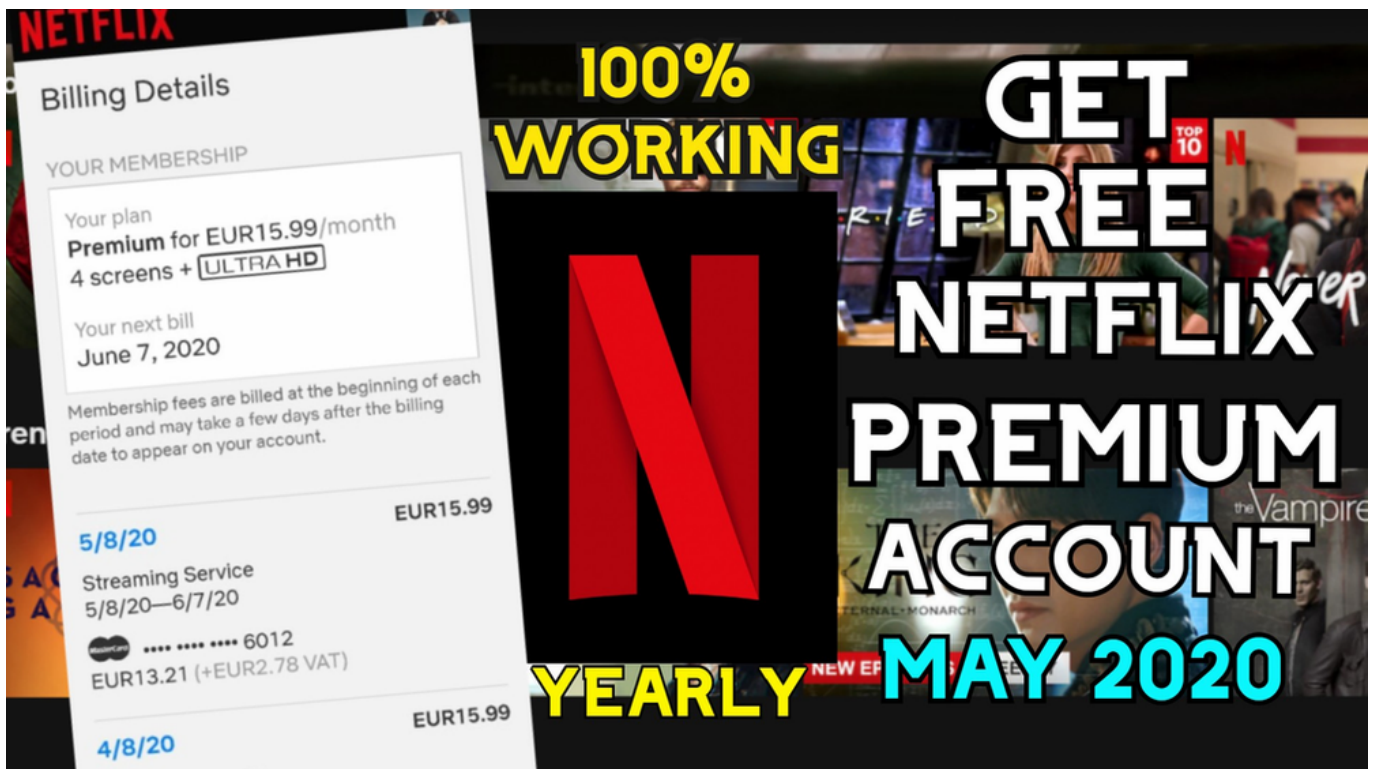 NETFLIX
Billing Details
YOUR MEMBERSHIP
Your plan
Premium for EUR15.99/month
4 screens + ULTRA HD
Your next bill
June 7, 2020
Membership fees are billed at the beginning of each
period and may take a few days after the billing
date to appear on your account.
5/8/20
EUR15.99
Streaming Service
5/8/20—6/7/20
MasterCard •••• •••• •••• 6012
EUR13.21 (+EUR2.78 VAT)
4/8/20
EUR15.99
100%
WORKING
YEARLY
GET
FREE
NETFLIX
PREMIUM
ACCOUNT
MAY 2020
TOP
10
N
the Vampire